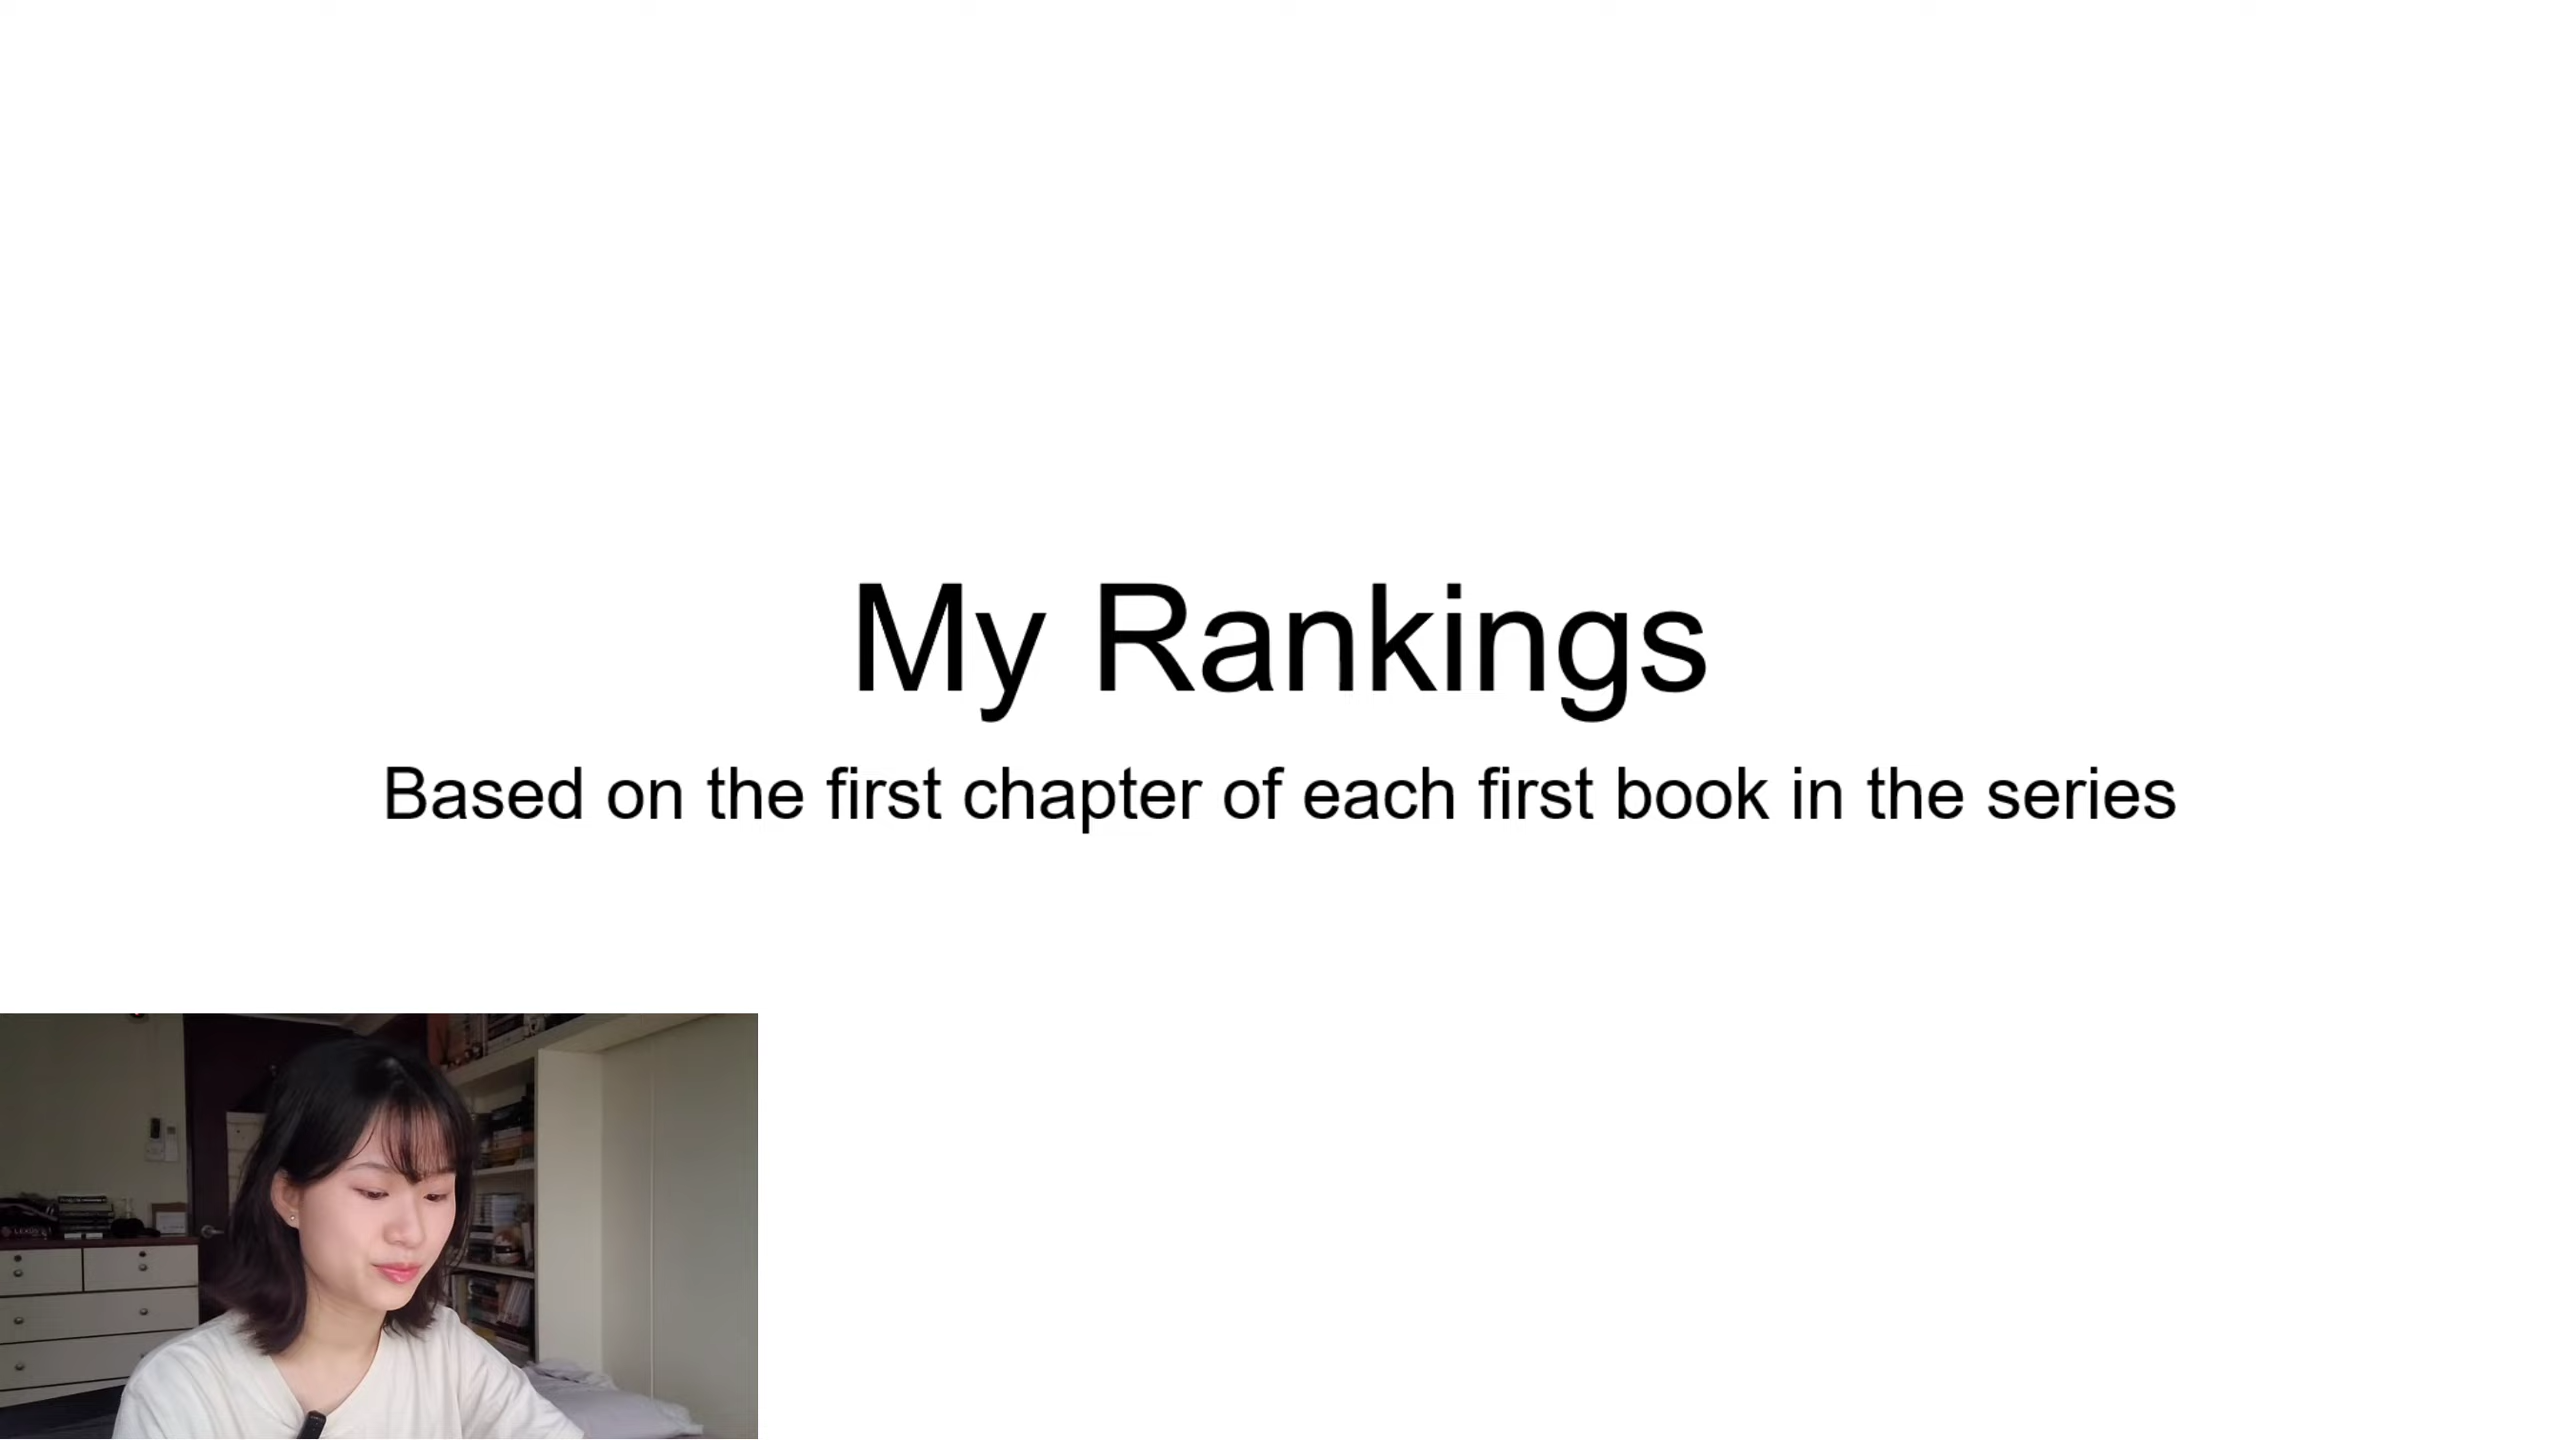 My Rankings
Based on the first chapter of each first book in the series